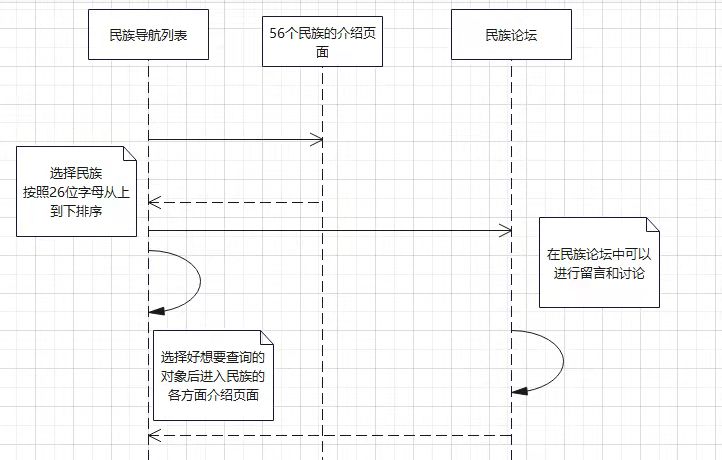 民族导航列表
56个民族的介绍页
面
民族论坛
选择民族
按照26位字母从上
到下排序
在民族论坛中可以
进行留言和讨论
选择好想要查询的
对象后进入民族的
各方面介绍页面